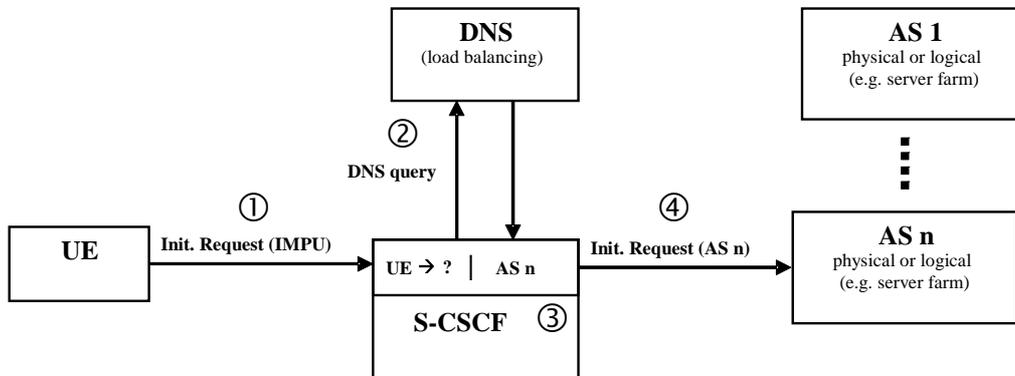 DNS
(load balancing)
AS 1
physical or logical
(e.g. server farm)
②
DNS query
①
④
UE
Init. Request (IMPU)
UE → ? | AS n
Init. Request (AS n)
AS n
physical or logical
(e.g. server farm)
S-CSCF
③